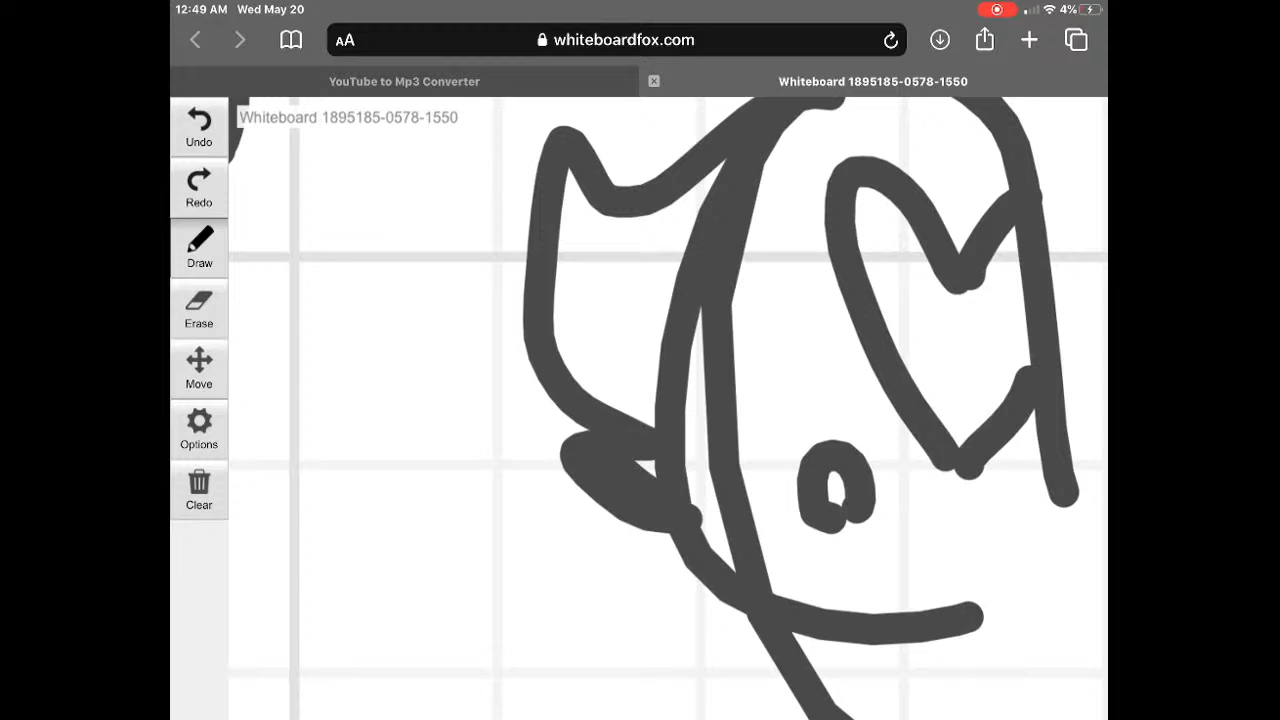 12:49 AM Wed May 20
4%
AA whiteboardfox.com
YouTube to Mp3 Converter
Whiteboard 1895185-0578-1550
Whiteboard 1895185-0578-1550
Undo
Redo
Draw
Erase
Move
Options
Clear